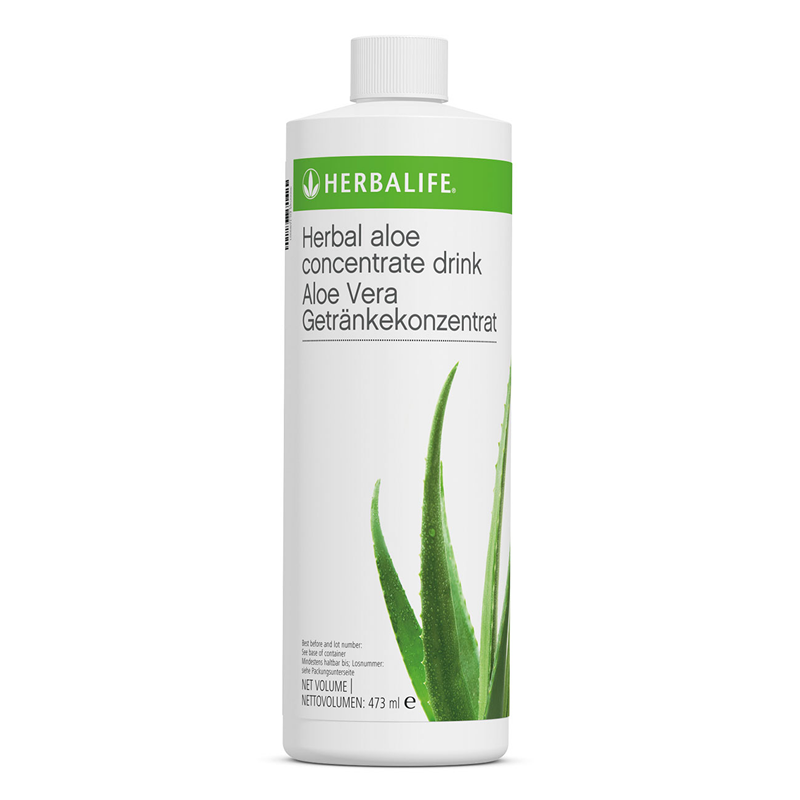 HERBALIFE®
Herbal aloe
concentrate drink
Aloe Vera
Getränkekonzentrat
Best before and lot number:
See base of container
Mindestens haltbar bis; Losnummer:
siehe Packungsunterseite
NET VOLUME |
NETTOVOLUMEN: 473 ml e